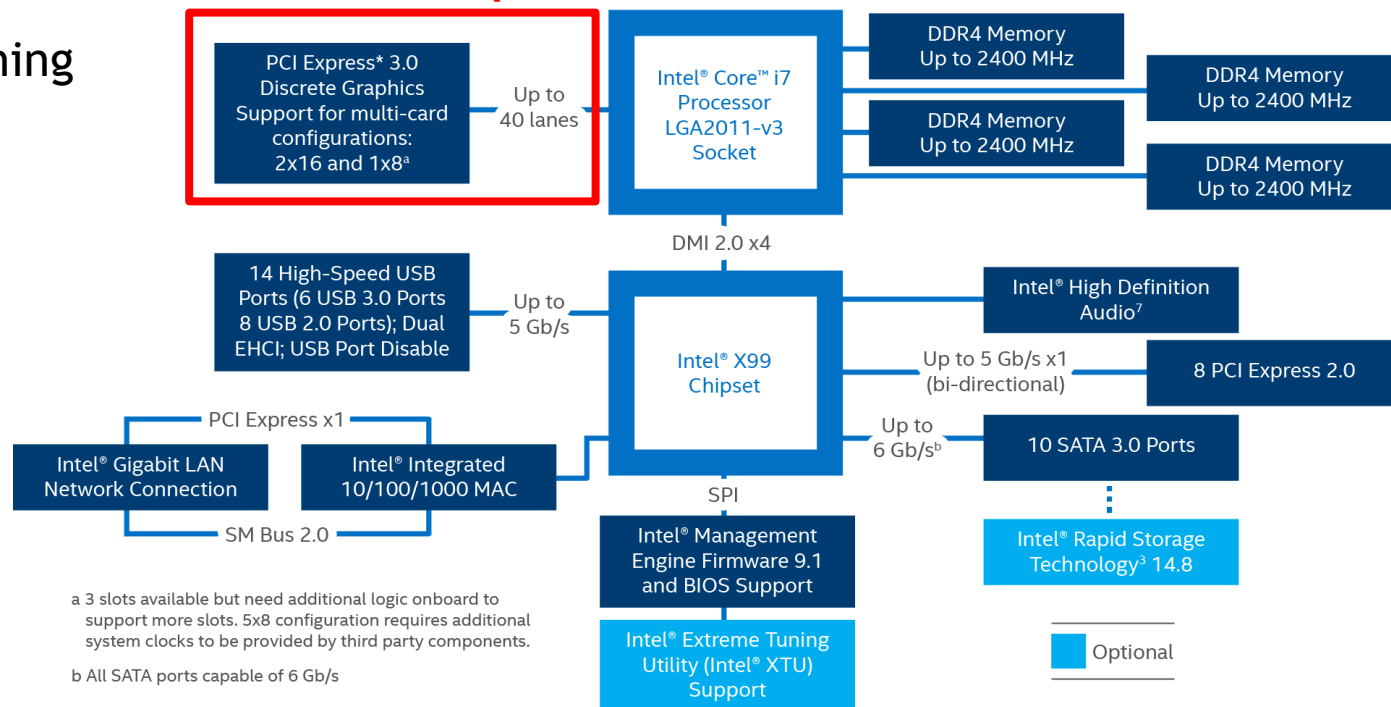 ning
PCI Express* 3.0
Discrete Graphics
Support for multi-card
configurations:
2x16 and 1x8ᵃ
Up to
40 lanes
Intel® Core™ i7
Processor
LGA2011-v3
Socket
DDR4 Memory
Up to 2400 MHz
DDR4 Memory
Up to 2400 MHz
DDR4 Memory
Up to 2400 MHz
DDR4 Memory
Up to 2400 MHz
DMI 2.0 x4
14 High-Speed USB
Ports (6 USB 3.0 Ports
8 USB 2.0 Ports); Dual
EHCI; USB Port Disable
Up to
5 Gb/s
Intel® X99
Chipset
Intel® High Definition
Audio⁷
Up to 5 Gb/s x1
(bi-directional)
8 PCI Express 2.0
Up to
6 Gb/sᵇ
10 SATA 3.0 Ports
Intel® Rapid Storage
Technology³ 14.8
PCI Express x1
Intel® Gigabit LAN
Network Connection
Intel® Integrated
10/100/1000 MAC
SM Bus 2.0
SPI
Intel® Management
Engine Firmware 9.1
and BIOS Support
Intel® Extreme Tuning
Utility (Intel® XTU)
Support
a 3 slots available but need additional logic onboard to
support more slots. 5x8 configuration requires additional
system clocks to be provided by third party components.
b All SATA ports capable of 6 Gb/s
Optional